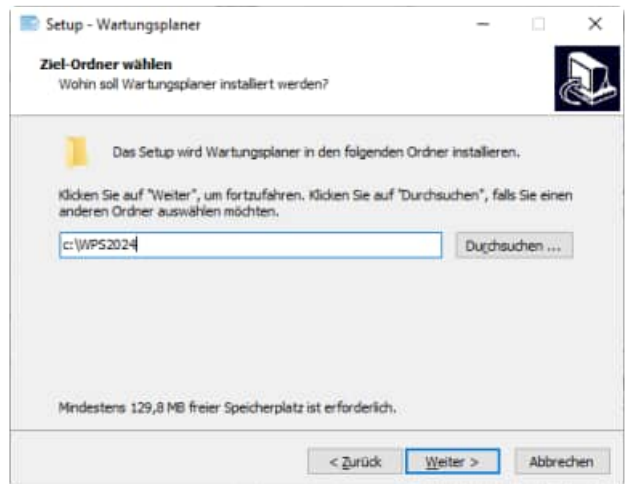 Setup - Wartungsplaner
Ziel-Ordner wählen
Wohin soll Wartungsplaner installiert werden?
Das Setup wird Wartungsplaner in den folgenden Ordner installieren.
Klicken Sie auf "Weiter", um fortzufahren. Klicken Sie auf "Durchsuchen", falls Sie einen
anderen Ordner auswählen möchten.
c:\WPS2024
Durchsuchen ...
Mindestens 129,8 MB freier Speicherplatz ist erforderlich.
< Zurück Weiter > Abbrechen